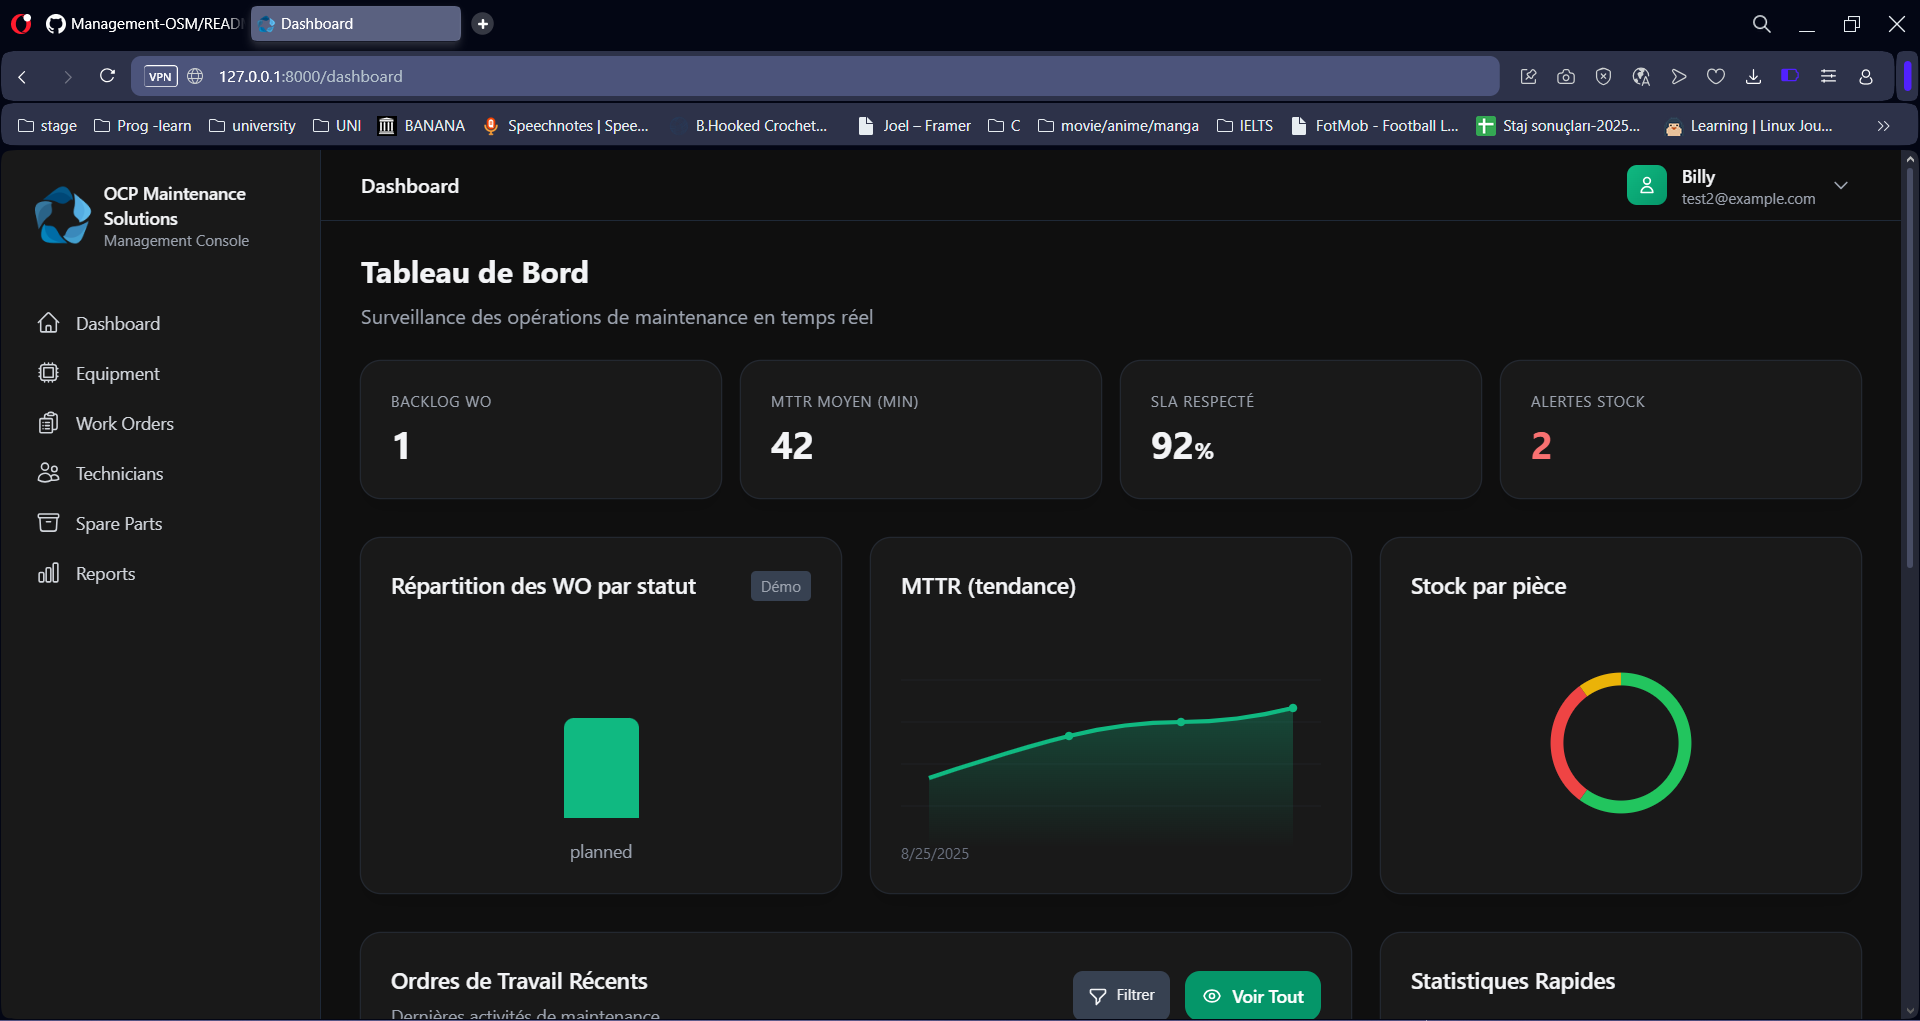 Management-OSM/READ
Dashboard
VPN
127.0.0.1:8000/dashboard
stage
Prog -learn
university
UNI
BANANA
Speechnotes | Spee...
B.Hooked Crochet...
Joel – Framer
C
movie/anime/manga
IELTS
FotMob - Football L...
Staj sonuçları-2025...
Learning | Linux Jou...
OCP Maintenance
Solutions
Management Console
Dashboard
Equipment
Work Orders
Technicians
Spare Parts
Reports
Dashboard
Billy
test2@example.com
Tableau de Bord
Surveillance des opérations de maintenance en temps réel
BACKLOG WO
1
MTTR MOYEN (MIN)
42
SLA RESPECTÉ
92%
ALERTES STOCK
2
Répartition des WO par statut
Démo
planned
MTTR (tendance)
8/25/2025
Stock par pièce
Ordres de Travail Récents
Dernières activités de maintenance
Filtrer
Voir Tout
Statistiques Rapides